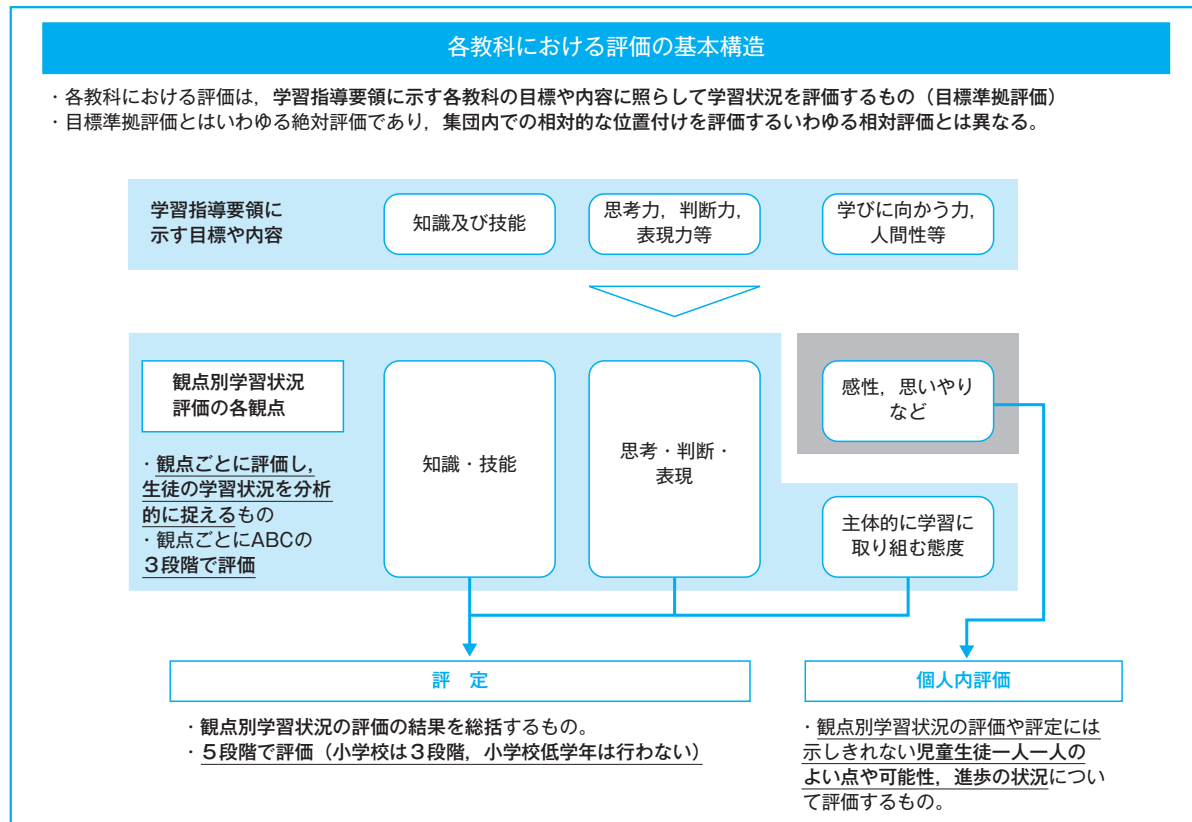 各教科における評価の基本構造
・各教科における評価は，学習指導要領に示す各教科の目標や内容に照らして学習状況を評価するもの（目標準拠評価）
・目標準拠評価とはいわゆる絶対評価であり，集団内での相対的な位置付けを評価するいわゆる相対評価とは異なる。
学習指導要領に
示す目標や内容
知識及び技能
思考力，判断力，
表現力等
学びに向かう力，
人間性等
観点別学習状況
評価の各観点
・観点ごとに評価し，
生徒の学習状況を分析
的に捉えるもの
・観点ごとにABCの
３段階で評価
知識・技能
思考・判断・
表現
感性，思いやり
など
主体的に学習に
取り組む態度
評　定
・観点別学習状況の評価の結果を総括するもの。
・５段階で評価（小学校は３段階，小学校低学年は行わない）
個人内評価
・観点別学習状況の評価や評定には
示しきれない児童生徒一人一人の
よい点や可能性，進歩の状況につい
て評価するもの。